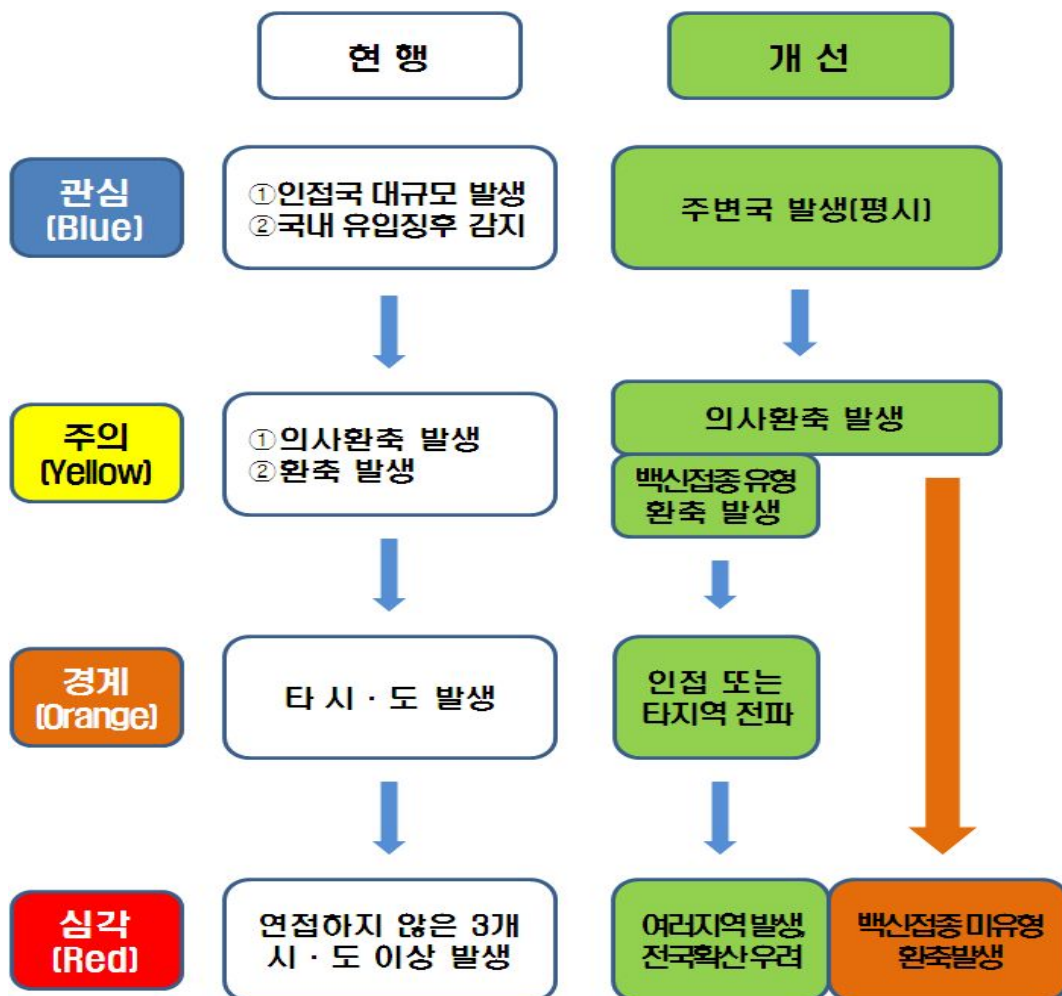 현 행
개 선
관심
(Blue)
①인접국 대규모 발생
②국내 유입징후 감지
주변국 발생(평시)
주의
(Yellow)
①의사환축 발생
②환축 발생
의사환축 발생
백신접종 유형
환축 발생
경계
(Orange)
타 시 · 도 발생
인접 또는
타지역 전파
심각
(Red)
연접하지 않은 3개
시 · 도 이상 발생
여러지역 발생,
전국확산 우려
백신접종 미유형
환축발생